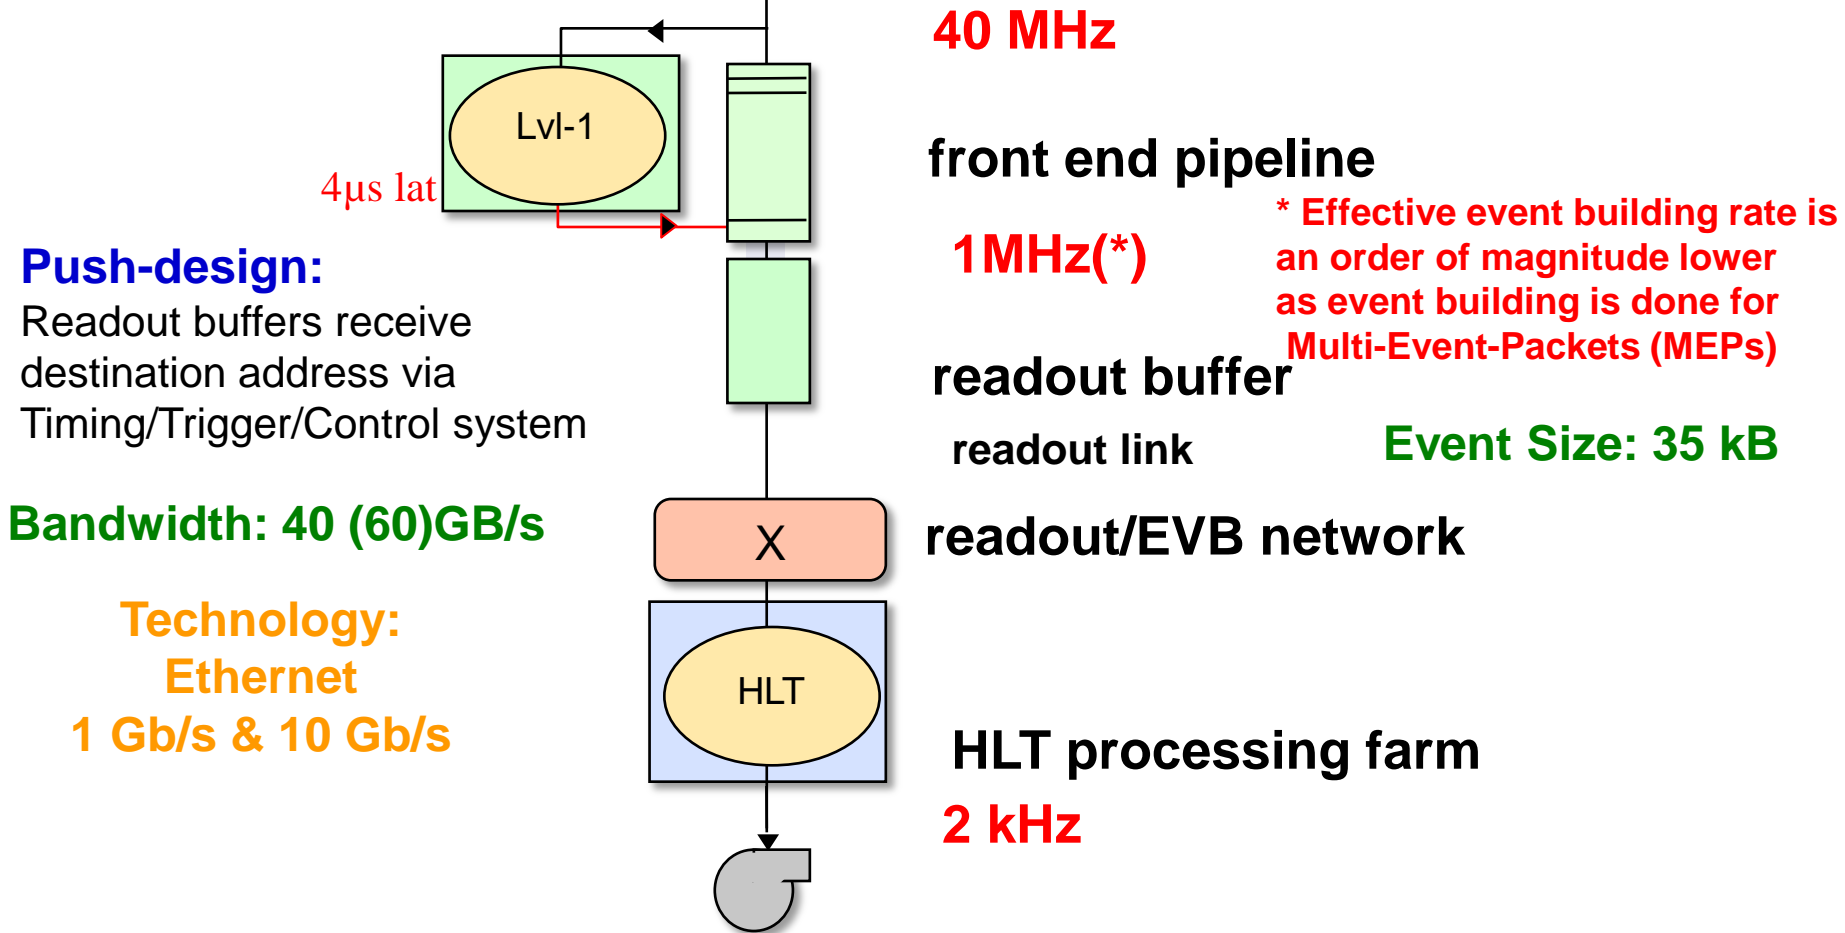 40 MHz
Lvl-1
front end pipeline
4µs lat
* Effective event building rate is
an order of magnitude lower
as event building is done for
Multi-Event-Packets (MEPs)
1MHz(*)
Push-design:
Readout buffers receive
destination address via
Timing/Trigger/Control system
readout buffer
readout link
Event Size: 35 kB
Bandwidth: 40 (60)GB/s
X
readout/EVB network
Technology:
Ethernet
1 Gb/s & 10 Gb/s
HLT
HLT processing farm
2 kHz